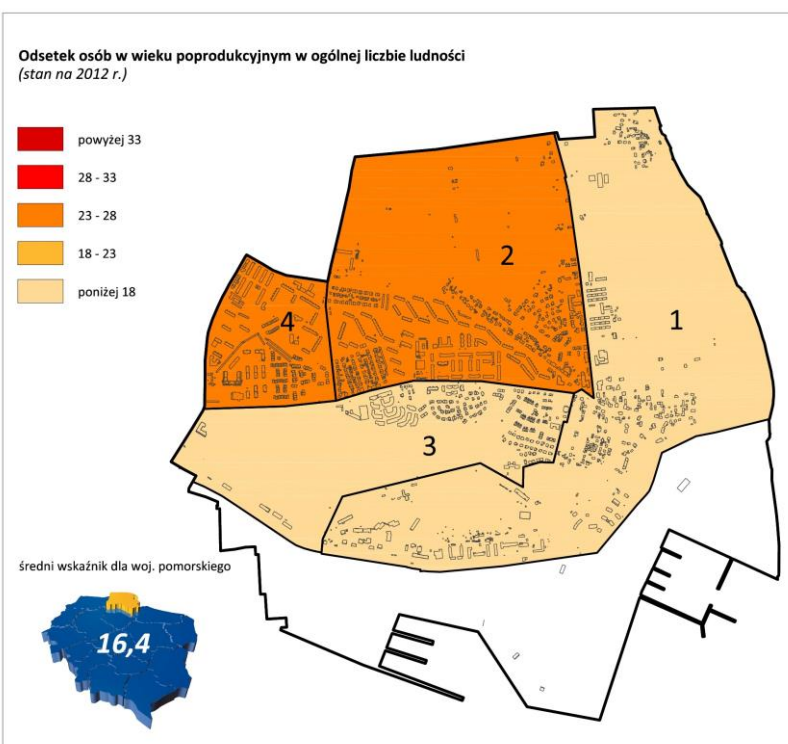 Odsetek osób w wieku poprodukcyjnym w ogólnej liczbie ludności
(stan na 2012 r.)
powyżej 33
28 - 33
23 - 28
18 - 23
poniżej 18
2
4
1
3
średni wskaźnik dla woj. pomorskiego
16,4